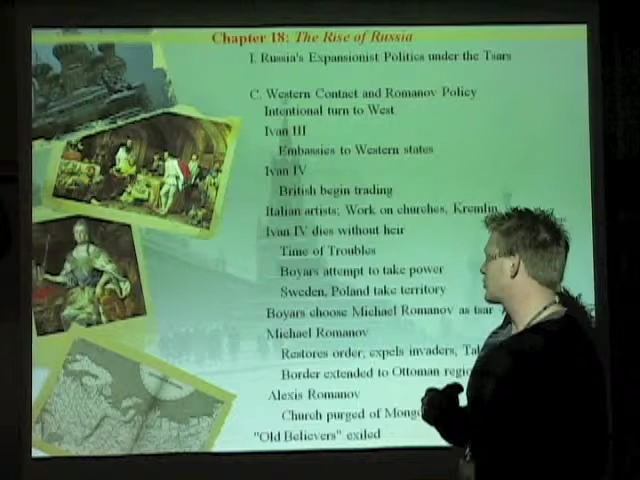 Chapter 18: The Rise of Russia
I. Russia's Expansionist Politics under the Tsars
C. Western Contact and Romanov Policy
Intentional turn to West
Ivan III
Embassies to Western states
Ivan IV
British begin trading
Italian artists: Work on churches, Kremlin
Ivan IV dies without heir
Time of Troubles
Boyars attempt to take power
Sweden, Poland take territory
Boyars choose Michael Romanov as tsar
Michael Romanov
Restores order, expels invaders,
Border extended to Ottoman
Alexis Romanov
Church purged of
"Old Believers" exiled